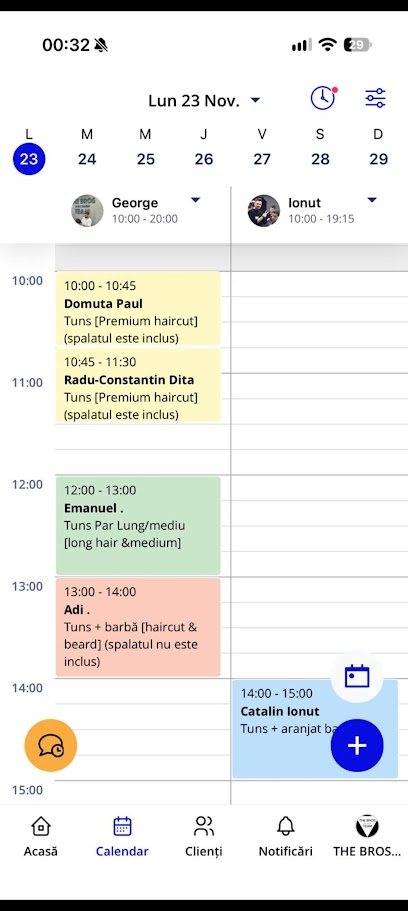 00:32
29
Lun 23 Nov.
L M M J V S D
23 24 25 26 27 28 29
George
10:00 - 20:00
Ionut
10:00 - 19:15
10:00
10:00 - 10:45
Domuta Paul
Tuns [Premium haircut]
(spalatul este inclus)
10:45 - 11:30
Radu-Constantin Dita
Tuns [Premium haircut]
(spalatul este inclus)
11:00
12:00
12:00 - 13:00
Emanuel .
Tuns Par Lung/mediu
[long hair &medium]
13:00
13:00 - 14:00
Adi .
Tuns + barbă [haircut &
beard] (spalatul nu este
inclus)
14:00
14:00 - 15:00
Catalin Ionut
Tuns + aranjat
15:00
Acasă
Calendar
Clienți
Notificări
THE BROS...